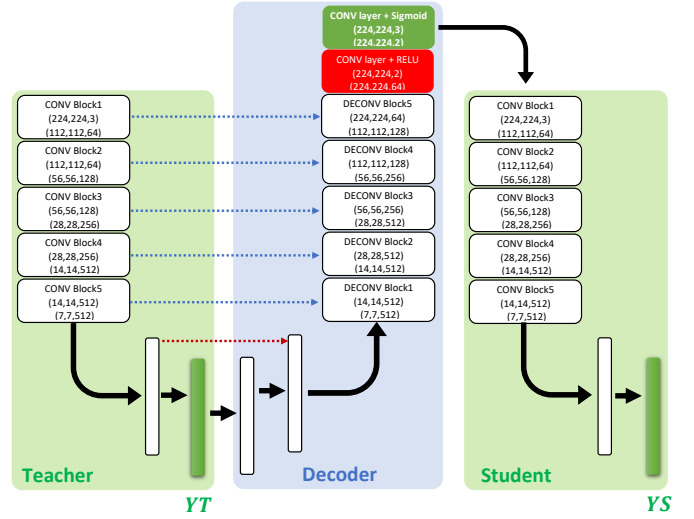 CONV layer + Sigmoid
(224,224,3)
(224,224,2)
CONV layer + RELU
(224,224,2)
(224,224,64)
CONV Block1
(224,224,3)
(112,112,64)
CONV Block2
(112,112,64)
(56,56,128)
CONV Block3
(56,56,128)
(28,28,256)
CONV Block4
(28,28,256)
(14,14,512)
CONV Block5
(14,14,512)
(7,7,512)
Teacher
YT
DECONV Block5
(224,224,64)
(112,112,128)
DECONV Block4
(112,112,128)
(56,56,256)
DECONV Block3
(56,56,256)
(28,28,512)
DECONV Block2
(28,28,512)
(14,14,512)
DECONV Block1
(14,14,512)
(7,7,512)
Decoder
CONV Block1
(224,224,3)
(112,112,64)
CONV Block2
(112,112,64)
(56,56,128)
CONV Block3
(56,56,128)
(28,28,256)
CONV Block4
(28,28,256)
(14,14,512)
CONV Block5
(14,14,512)
(7,7,512)
Student
YS